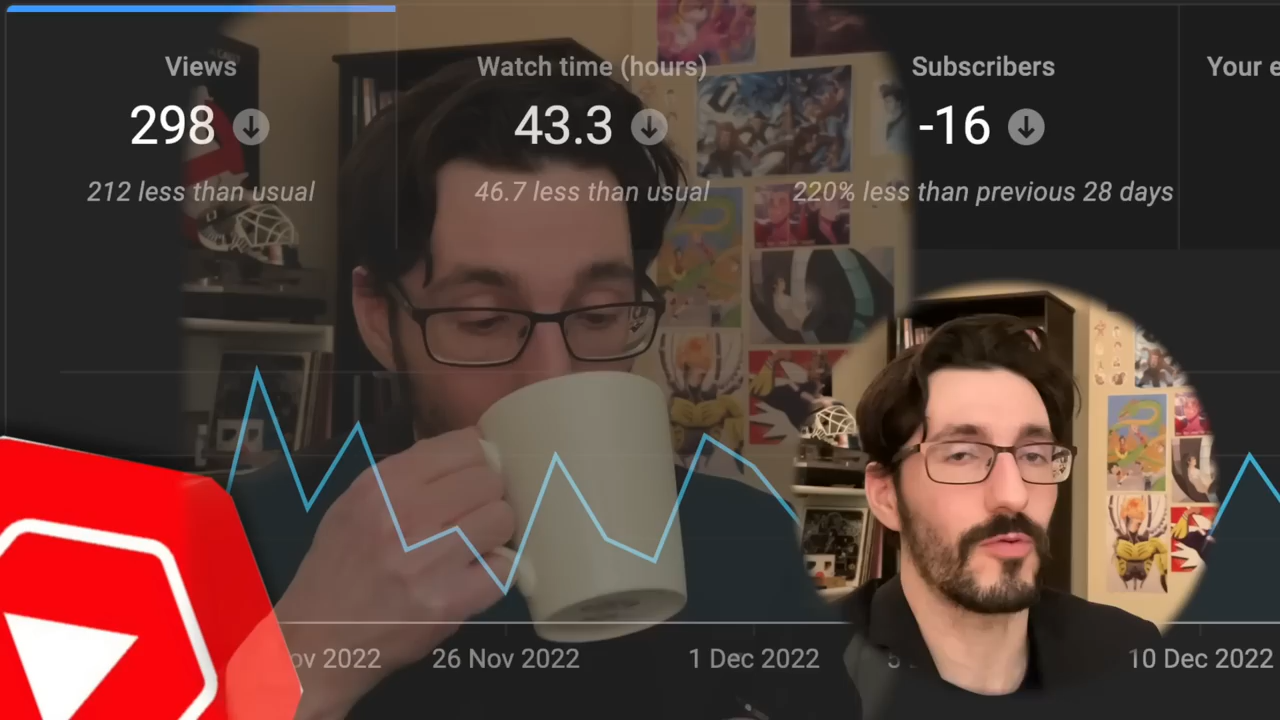 Views
298
212 less than usual
Watch time (hours)
43.3
46.7 less than usual
Subscribers
-16
220% less than previous 28 days
Your e
ov 2022
26 Nov 2022
1 Dec 2022
5
10 Dec 2022